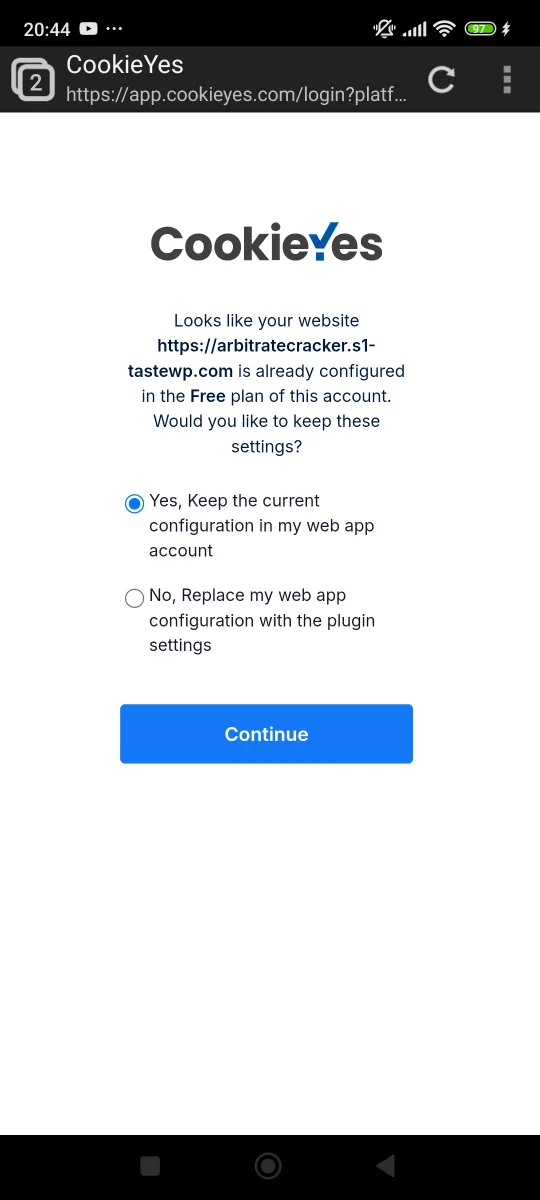 20:44
97
2
CookieYes
https://app.cookieyes.com/login?platf...
CookieYes
Looks like your website
https://arbitratecracker.s1-
tastewp.com is already configured
in the Free plan of this account.
Would you like to keep these
settings?
Yes, Keep the current
configuration in my web app
account
No, Replace my web app
configuration with the plugin
settings
Continue